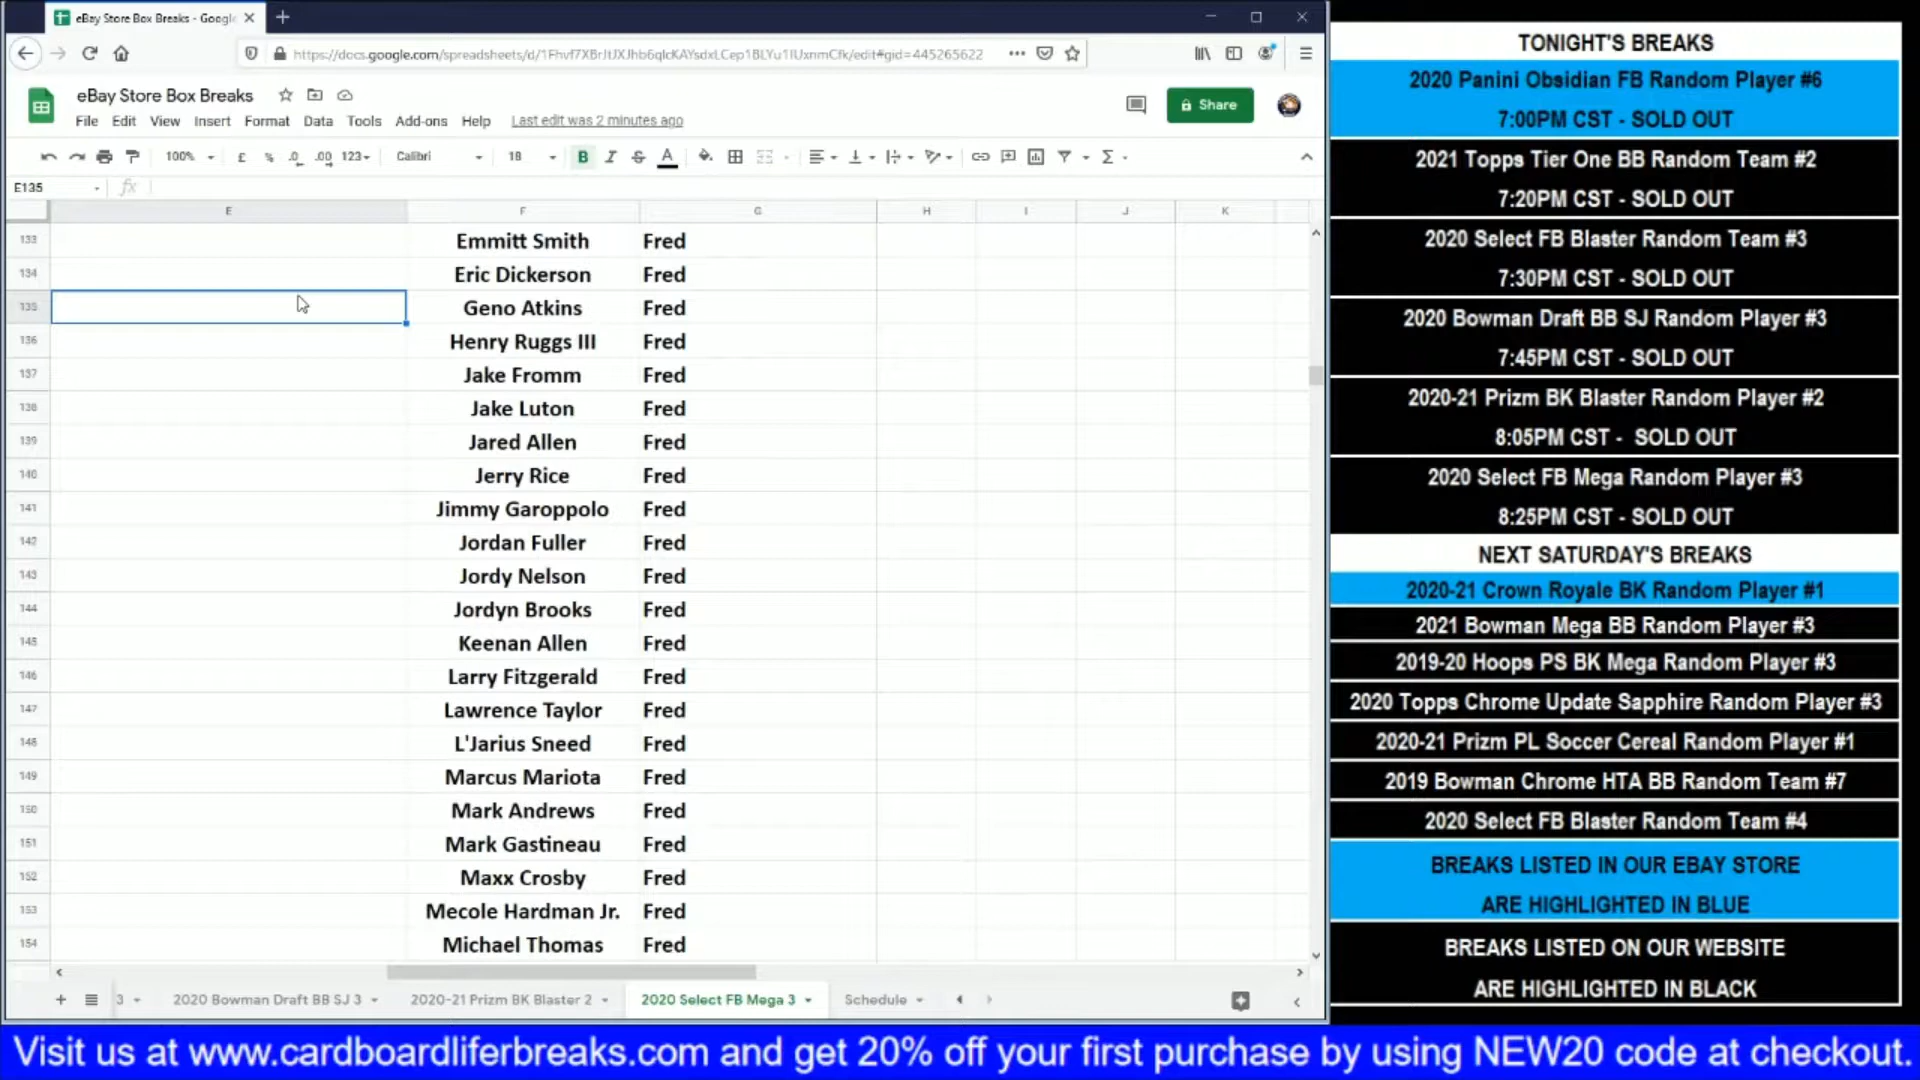 eBay Store Box Breaks - Google
https://docs.google.com/spreadsheets/d/1Fhvf7XBrJtJXJhb6qlcKAYsdxLCep1BLYu1IUxnmCfk/edit#gid=445265622
eBay Store Box Breaks
Share
File Edit View Insert Format Data Tools Add-ons Help Last edit was 2 minutes ago
100% £ % .0 .00 123 Calibri 18 B I S A
E135 fx
E F G H I J K
133 Emmitt Smith Fred
134 Eric Dickerson Fred
135 Geno Atkins Fred
136 Henry Ruggs III Fred
137 Jake Fromm Fred
138 Jake Luton Fred
139 Jared Allen Fred
140 Jerry Rice Fred
141 Jimmy Garoppolo Fred
142 Jordan Fuller Fred
143 Jordy Nelson Fred
144 Jordyn Brooks Fred
145 Keenan Allen Fred
146 Larry Fitzgerald Fred
147 Lawrence Taylor Fred
148 L'Jarius Sneed Fred
149 Marcus Mariota Fred
150 Mark Andrews Fred
151 Mark Gastineau Fred
152 Maxx Crosby Fred
153 Mecole Hardman Jr. Fred
154 Michael Thomas Fred
3 2020 Bowman Draft BB SJ 3 2020-21 Prizm BK Blaster 2 2020 Select FB Mega 3 Schedule
TONIGHT'S BREAKS
2020 Panini Obsidian FB Random Player #6
7:00PM CST - SOLD OUT
2021 Topps Tier One BB Random Team #2
7:20PM CST - SOLD OUT
2020 Select FB Blaster Random Team #3
7:30PM CST - SOLD OUT
2020 Bowman Draft BB SJ Random Player #3
7:45PM CST - SOLD OUT
2020-21 Prizm BK Blaster Random Player #2
8:05PM CST - SOLD OUT
2020 Select FB Mega Random Player #3
8:25PM CST - SOLD OUT
NEXT SATURDAY'S BREAKS
2020-21 Crown Royale BK Random Player #1
2021 Bowman Mega BB Random Player #3
2019-20 Hoops PS BK Mega Random Player #3
2020 Topps Chrome Update Sapphire Random Player #3
2020-21 Prizm PL Soccer Cereal Random Player #1
2019 Bowman Chrome HTA BB Random Team #7
2020 Select FB Blaster Random Team #4
BREAKS LISTED IN OUR EBAY STORE
ARE HIGHLIGHTED IN BLUE
BREAKS LISTED ON OUR WEBSITE
ARE HIGHLIGHTED IN BLACK
Visit us at www.cardboardliferbreaks.com and get 20% off your first purchase by using NEW20 code at checkout.